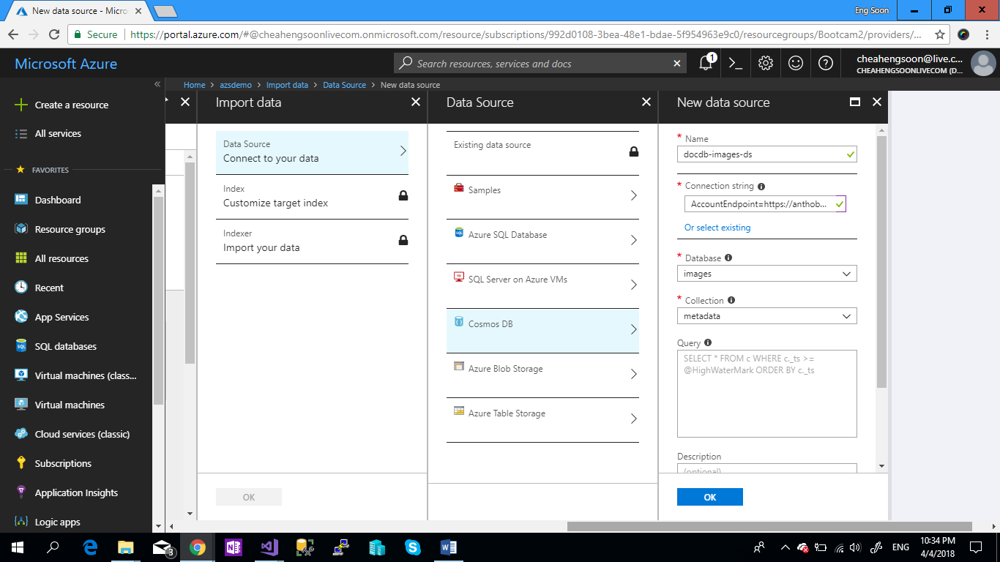 New data source - Micro
Eng Soon
Secure
https://portal.azure.com/#@cheahengsoonlivecom.onmicrosoft.com/resource/subscriptions/992d0108-3bea-48e1-bdae-5f954963e9c0/resourcegroups/Bootcam2/providers/...
Microsoft Azure
Search resources, services and docs
1
cheahengsoon@live.c...
CHEAHENGSOONLIVECOM (D...
Home > azsdemo > Import data > Data Source > New data source
Create a resource
All services
FAVORITES
Dashboard
Resource groups
All resources
Recent
App Services
SQL databases
Virtual machines (class...
Virtual machines
Cloud services (classic)
Subscriptions
Application Insights
Logic apps
Import data
Data Source
Connect to your data
Index
Customize target index
Indexer
Import your data
OK
Data Source
Existing data source
Samples
SQL
Azure SQL Database
SQL Server on Azure VMs
Cosmos DB
Azure Blob Storage
Azure Table Storage
New data source
* Name
docdb-images-ds
* Connection string
AccountEndpoint=https://anthob...
Or select existing
* Database
images
* Collection
metadata
Query
SELECT * FROM c WHERE c._ts >=
@HighWaterMark ORDER BY c._ts
Description
(optional)
OK
3
ENG
10:34 PM
4/4/2018